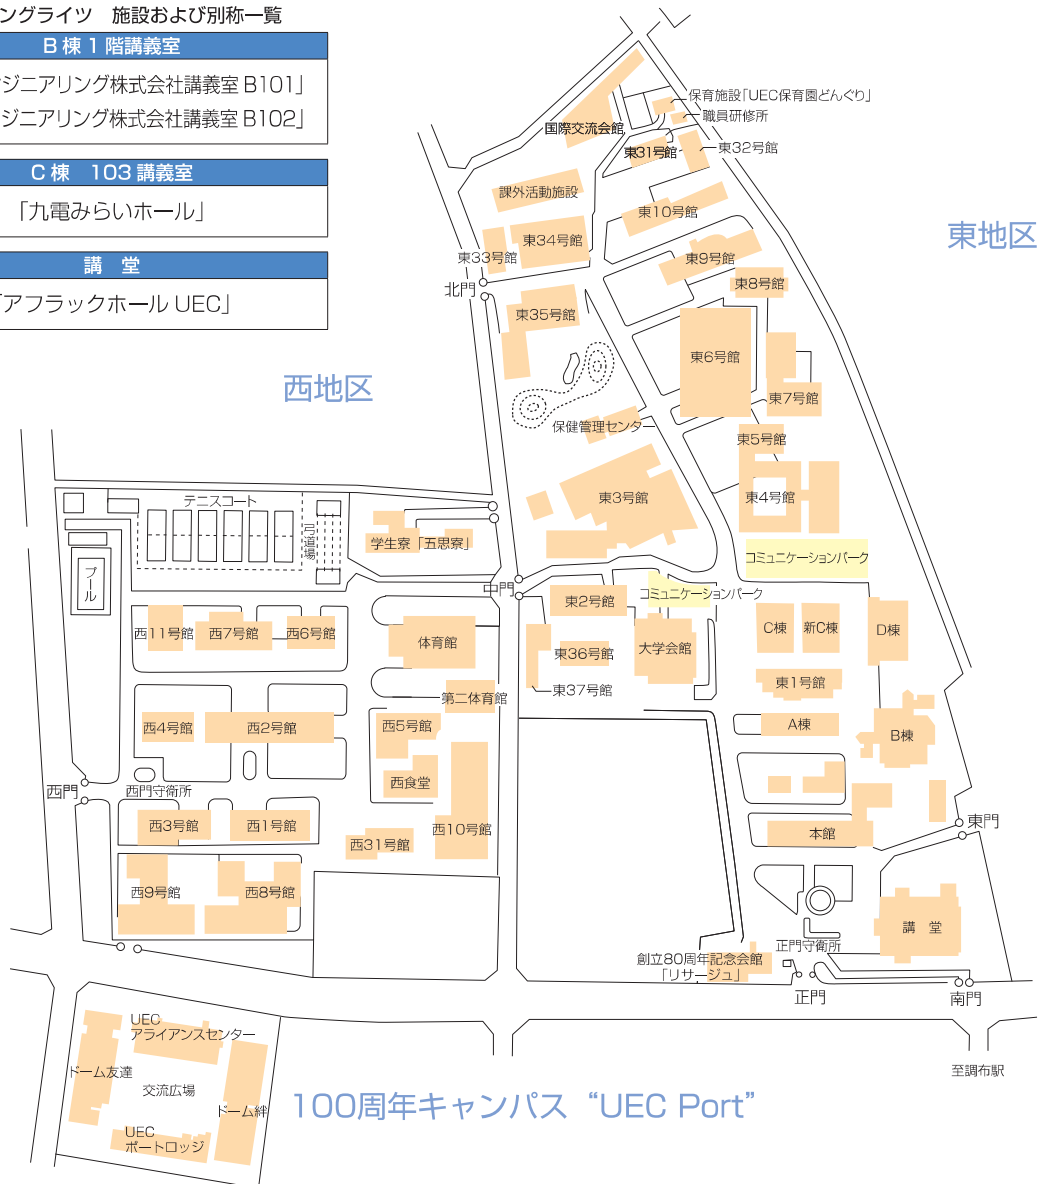 ングライツ　施設および別称一覧
B棟1階講義室
ジニアリング株式会社講義室B101」
ジニアリング株式会社講義室B102」
C棟　103講義室
「九電みらいホール」
講　堂
「アフラックホールUEC」
東地区
西地区
100周年キャンパス “UEC Port”
保育施設「UEC保育園どんぐり」
職員研修所
国際交流会館
東31号館
東32号館
課外活動施設
東10号館
東34号館
東33号館
東9号館
北門
東8号館
東35号館
東6号館
東7号館
保健管理センター
東5号館
東3号館
東4号館
コミュニケーションパーク
テニスコート
弓道場
学生寮「五思寮」
プール
中門
コミュニケーションパーク
東2号館
西11号館
西7号館
西6号館
体育館
東36号館
大学会館
C棟
新C棟
D棟
東37号館
東1号館
第二体育館
西4号館
西2号館
西5号館
A棟
B棟
西食堂
西門
西門守衛所
西3号館
西1号館
西10号館
西31号館
本館
東門
西9号館
西8号館
講　堂
正門守衛所
創立80周年記念会館
「リサージュ」
正門
南門
至調布駅
UEC
アライアンスセンター
ドーム友達
交流広場
ドーム絆
UEC
ポートロッジ